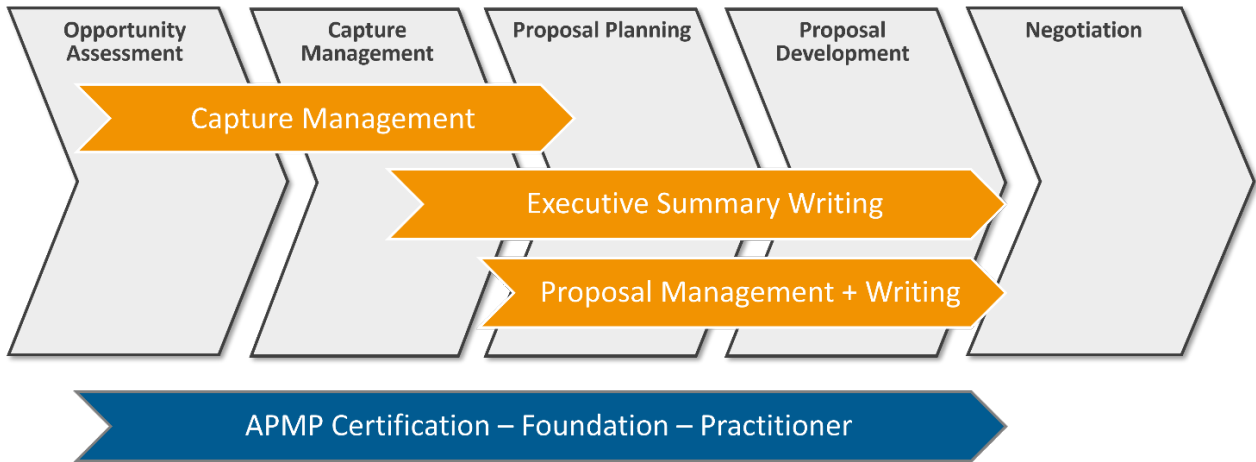 Opportunity
Assessment
Capture
Management
Proposal Planning
Proposal
Development
Negotiation
Capture Management
Executive Summary Writing
Proposal Management + Writing
APMP Certification – Foundation – Practitioner